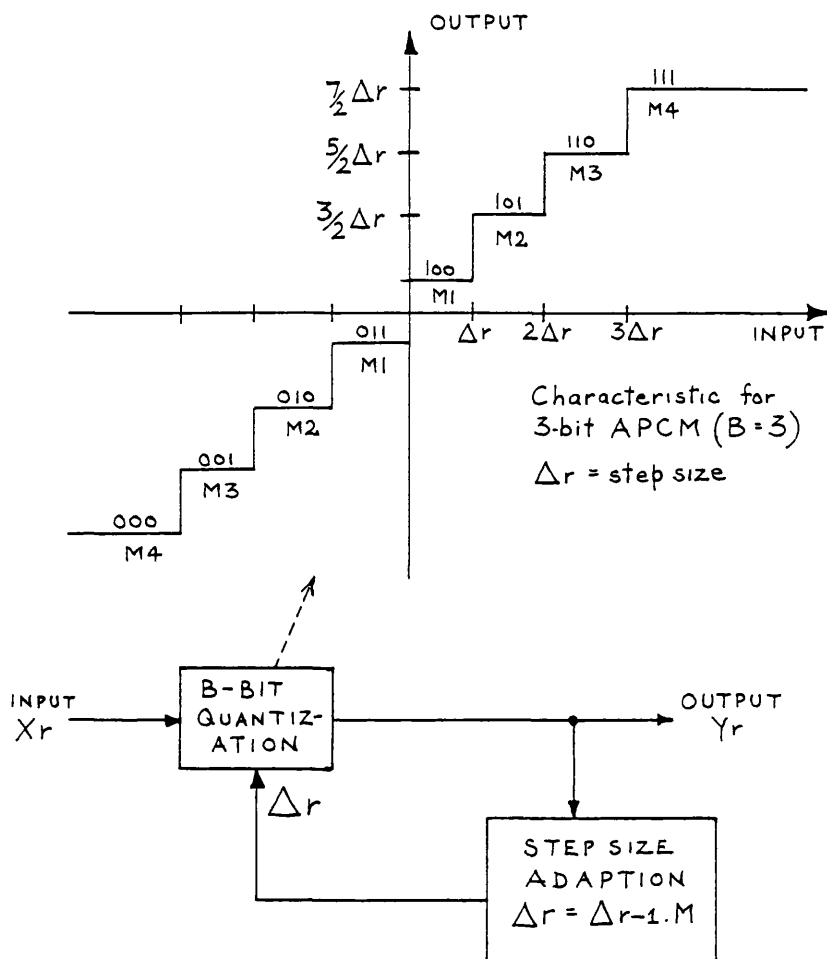 OUTPUT
7/2 Δr
111
M4
5/2 Δr
110
M3
3/2 Δr
101
M2
100
M1
Δr
2Δr
3Δr
INPUT
011
M1
010
M2
001
M3
000
M4
Characteristic for
3-bit APCM (B=3)
Δr = step size
INPUT
Xr
B-BIT
QUANTIZ-
ATION
OUTPUT
Yr
Δr
STEP SIZE
ADAPTION
Δr = Δr-1.M